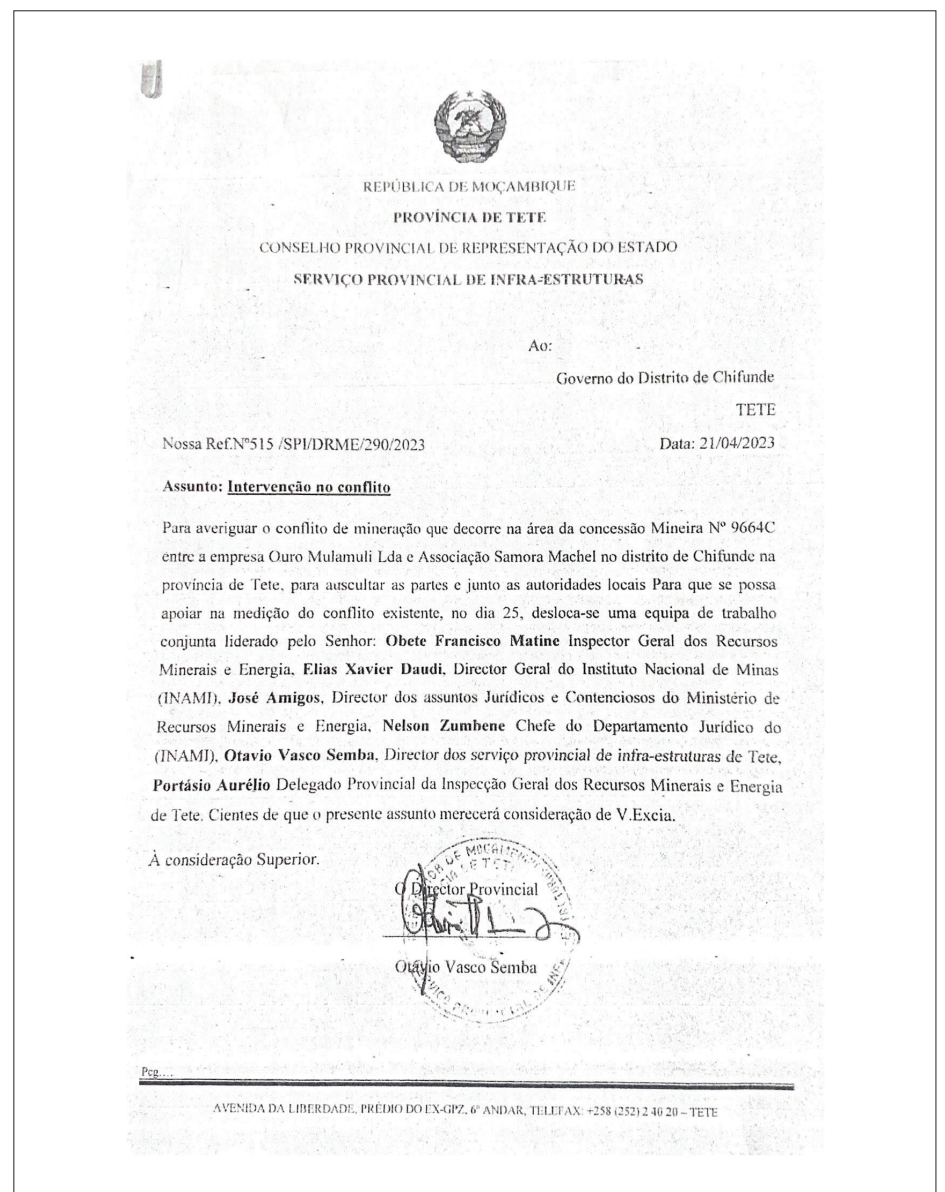 REPÚBLICA DE MOÇAMBIQUE
PROVÍNCIA DE TETE
CONSELHO PROVINCIAL DE REPRESENTAÇÃO DO ESTADO
SERVIÇO PROVINCIAL DE INFRA-ESTRUTURAS
Ao:
Governo do Distrito de Chifunde
TETE
Nossa Ref.Nº515 /SPI/DRME/290/2023 Data: 21/04/2023
Assunto: Intervenção no conflito
Para averiguar o conflito de mineração que decorre na área da concessão Mineira Nº 9664C
entre a empresa Ouro Mulamuli Lda e Associação Samora Machel no distrito de Chifunde na
província de Tete, para auscultar as partes e junto as autoridades locais Para que se possa
apoiar na medição do conflito existente, no dia 25, desloca-se uma equipa de trabalho
conjunta liderado pelo Senhor: Obete Francisco Matine Inspector Geral dos Recursos
Minerais e Energia, Elias Xavier Daudi, Director Geral do Instituto Nacional de Minas
(INAMI), José Amigos, Director dos assuntos Jurídicos e Contenciosos do Ministério de
Recursos Minerais e Energia, Nelson Zumbene Chefe do Departamento Jurídico do
(INAMI), Otavio Vasco Semba, Director dos serviço provincial de infra-estruturas de Tete,
Portásio Aurélio Delegado Provincial da Inspecção Geral dos Recursos Minerais e Energia
de Tete. Cientes de que o presente assunto merecerá consideração de V.Excia.
À consideração Superior.
O Director Provincial
Otávio Vasco Semba
Pcg....
AVENIDA DA LIBERDADE, PRÉDIO DO EX-GPZ, 6º ANDAR, TELEFAX: +258 (252) 2 40 20 – TETE